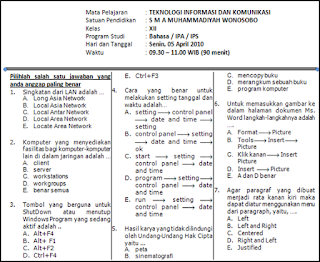 Mata Pelajaran : TEKNOLOGI INFORMASI DAN KOMUNIKASI
Satuan Pendidikan : S M A MUHAMMADIYAH WONOSOBO
Kelas : XII
Program Studi : Bahasa / IPA / IPS
Hari dan Tanggal : Senin, 05 April 2010
Waktu : 09.30 – 11.00 WIB (90 menit)
Pilihlah salah satu jawaban yang
anda anggap paling benar
1. Singkatan dari LAN adalah ...
A. Long Asia Network
B. Local Asia Network
C. Local Antar Network
D. Local Area Network
E. Locate Area Network
2. Komputer yang menyediakan
fasilitas bagi komputer-komputer
lain di dalam jaringan adalah ....
A. client
B. server
C. workstations
D. workgroups
E. benar semua
3. Tombol yang berguna untuk
ShutDown atau menutup
Windows Program yang sedang
aktif adalah ..
A. Alt+ F4
B. Alt+ F1
C. Alt+F2
D. Ctrl+F4
E. Ctrl+F3
4. Cara yang benar untuk
melakukan setting tanggal dan
waktu adalah ...
A. setting → control panel
→ date and time →
setting
B. control panel → setting
→ date and time →
ok
C. start → setting →
control panel → date
and time
D. program → setting →
control panel → date
and time
E. run → setting →
control panel → date
and time
5. Hasil karya yang tidak dilindungi
oleh Undang-Undang Hak Cipta
yaitu ...
A. peta
B. sinematografi
C. mencopy buku
D. merangkum sebuah buku
E. program komputer
6. Untuk memasukkan gambar ke
dalam halaman dokumen Ms.
Word langkah-langkahnya adalah
...
A. Format → Picture
B. Tools → Insert →
Picture
C. Klik kanan → Insert →
Picture
D. Insert → Picture
E. A dan D benar
7. Agar paragraf yang dibuat
menjadi rata kanan kiri maka
dapat diatur menggunakan menu
dari paragraph, yaitu, ....
A. Left
B. Left and Right
C. Centered
D. Right and Left
E. Justified